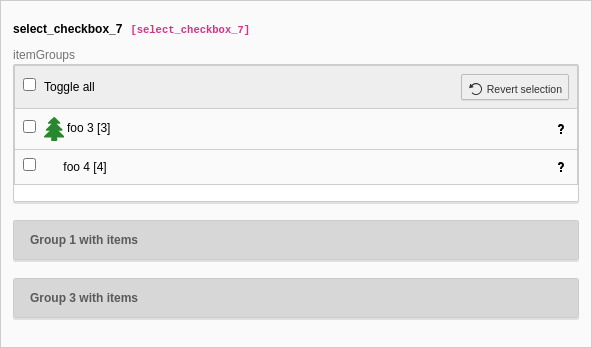 select_checkbox_7 [select_checkbox_7]
itemGroups
Toggle all Revert selection
foo 3 [3] ?
foo 4 [4] ?
Group 1 with items
Group 3 with items